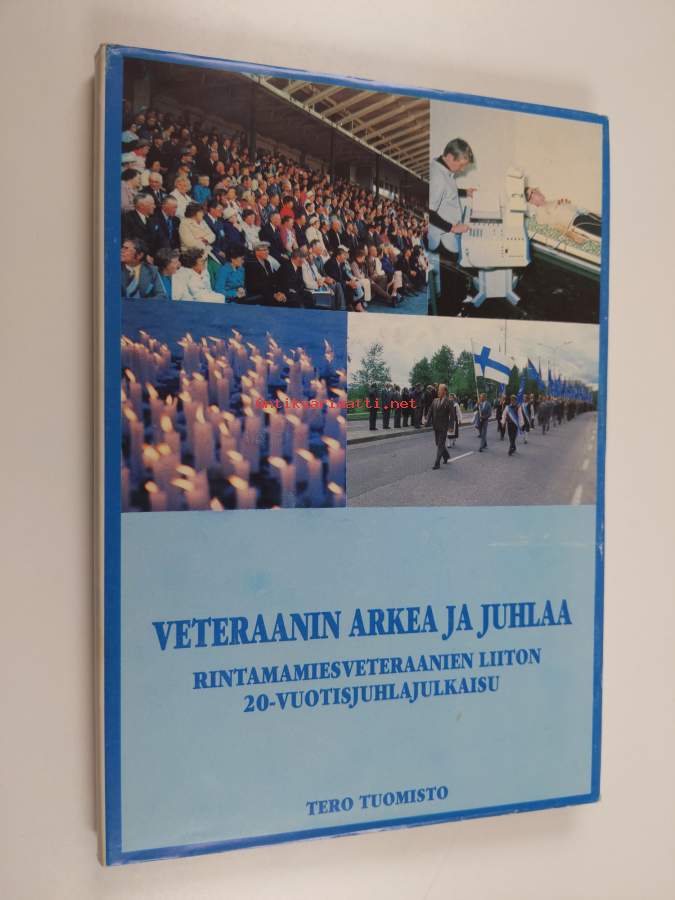 antikvariaatti.net
VETERAANIN ARKEA JA JUHLAA
RINTAMAMIESVETERAANIEN LIITON
20-VUOTISJUHLAJULKAISU
TERO TUOMISTO